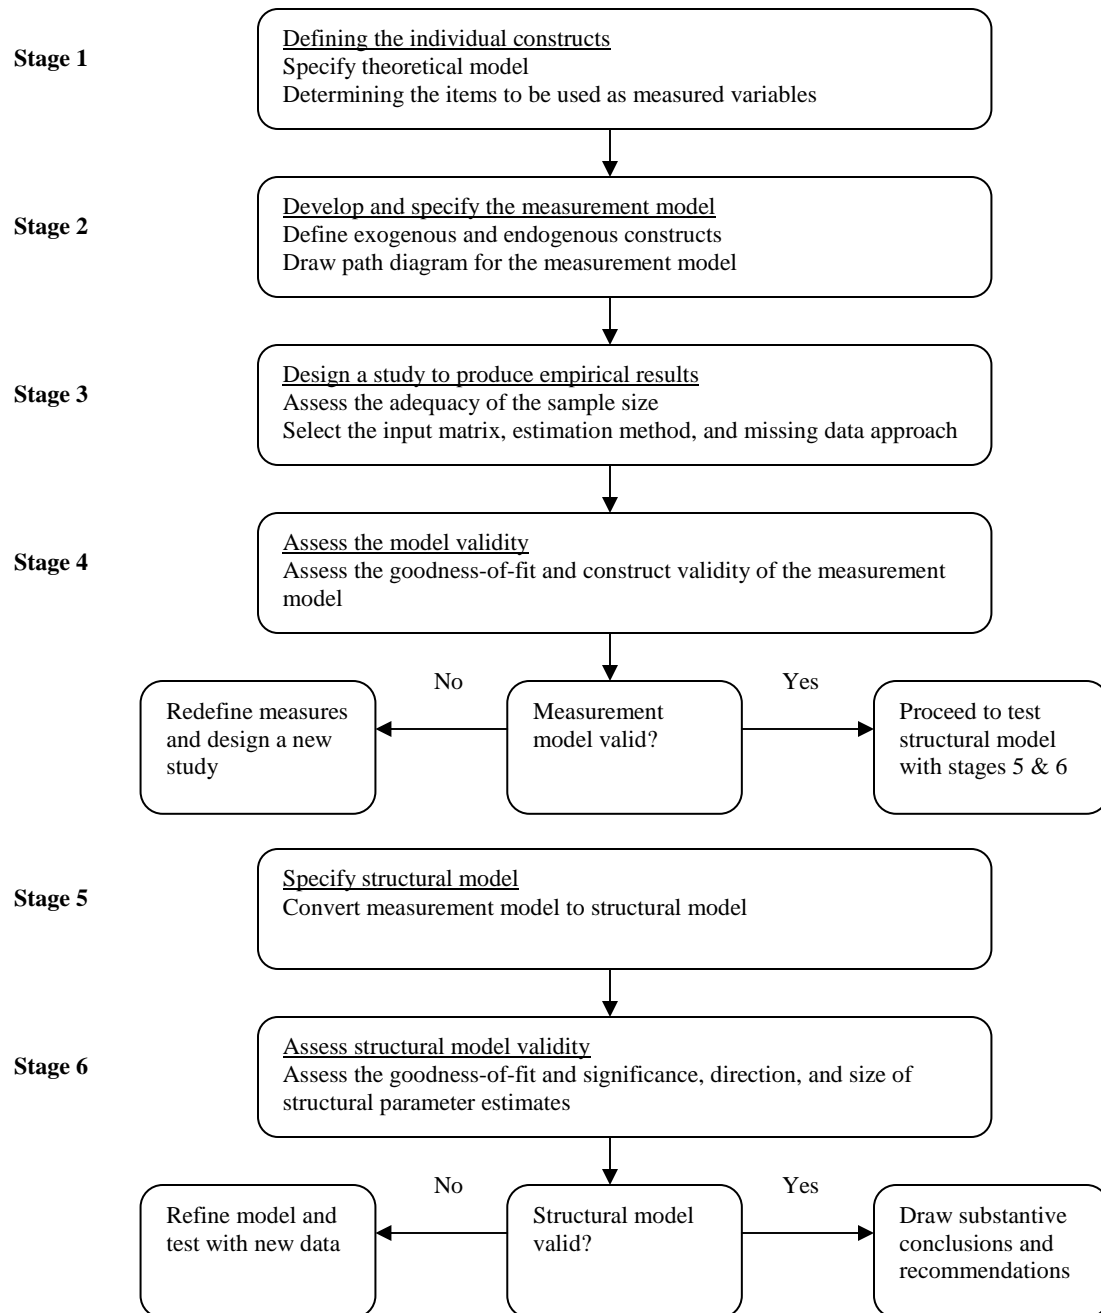 Stage 1
Defining the individual constructs
Specify theoretical model
Determining the items to be used as measured variables
Stage 2
Develop and specify the measurement model
Define exogenous and endogenous constructs
Draw path diagram for the measurement model
Stage 3
Design a study to produce empirical results
Assess the adequacy of the sample size
Select the input matrix, estimation method, and missing data approach
Stage 4
Assess the model validity
Assess the goodness-of-fit and construct validity of the measurement
model
No
Yes
Redefine measures
and design a new
study
Measurement
model valid?
Proceed to test
structural model
with stages 5 & 6
Stage 5
Specify structural model
Convert measurement model to structural model
Stage 6
Assess structural model validity
Assess the goodness-of-fit and significance, direction, and size of
structural parameter estimates
No
Yes
Refine model and
test with new data
Structural model
valid?
Draw substantive
conclusions and
recommendations